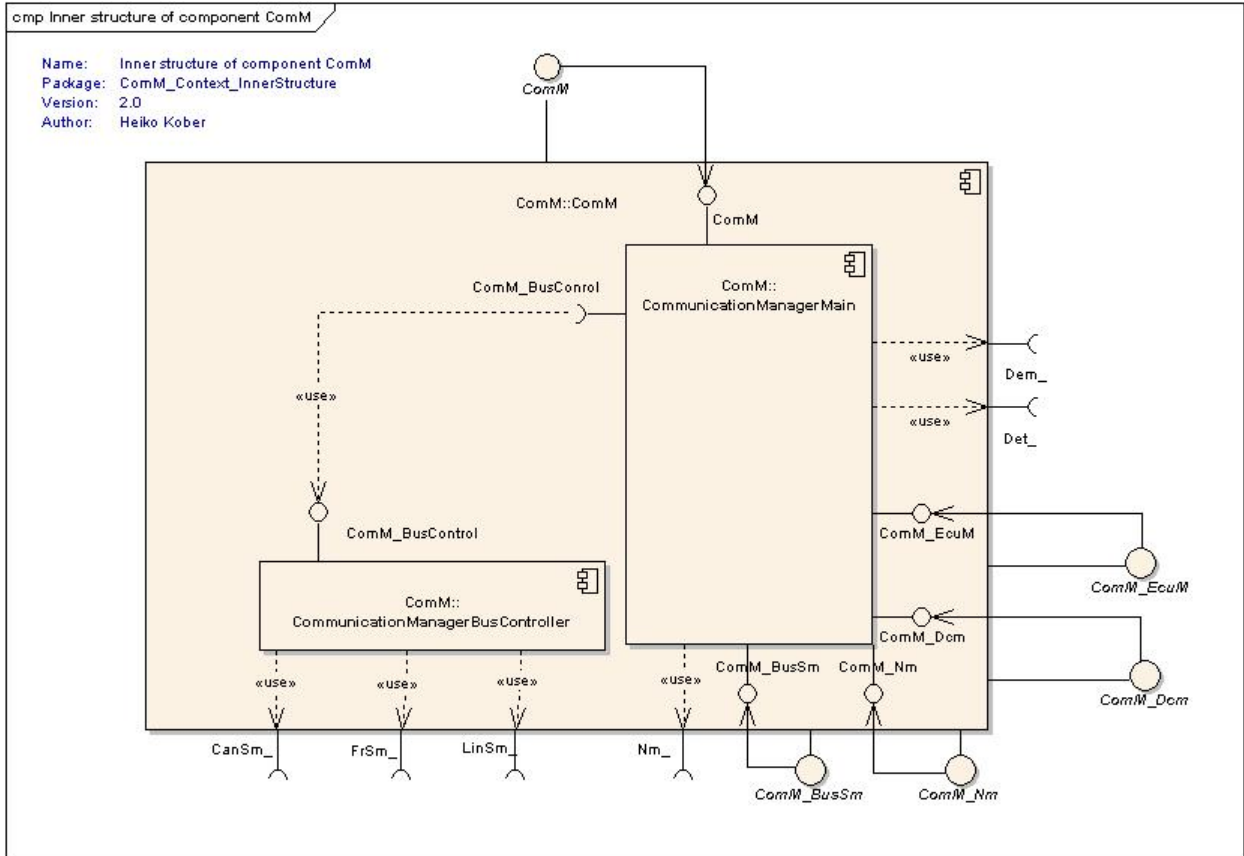 cmp Inner structure of component ComM
Name: Inner structure of component ComM
Package: ComM_Context_InnerStructure
Version: 2.0
Author: Heiko Kober
ComM
ComM::ComM
ComM
ComM_BusConrol
ComM::
CommunicationManagerMain
«use»
Dem_
«use»
«use»
Det_
ComM_BusControl
ComM_EcuM
ComM_EcuM
ComM::
CommunicationManagerBusController
ComM_Dcm
ComM_BusSm
ComM_Nm
«use»
«use»
«use»
«use»
ComM_Dcm
CanSm_
FrSm_
LinSm_
Nm_
ComM_BusSm
ComM_Nm